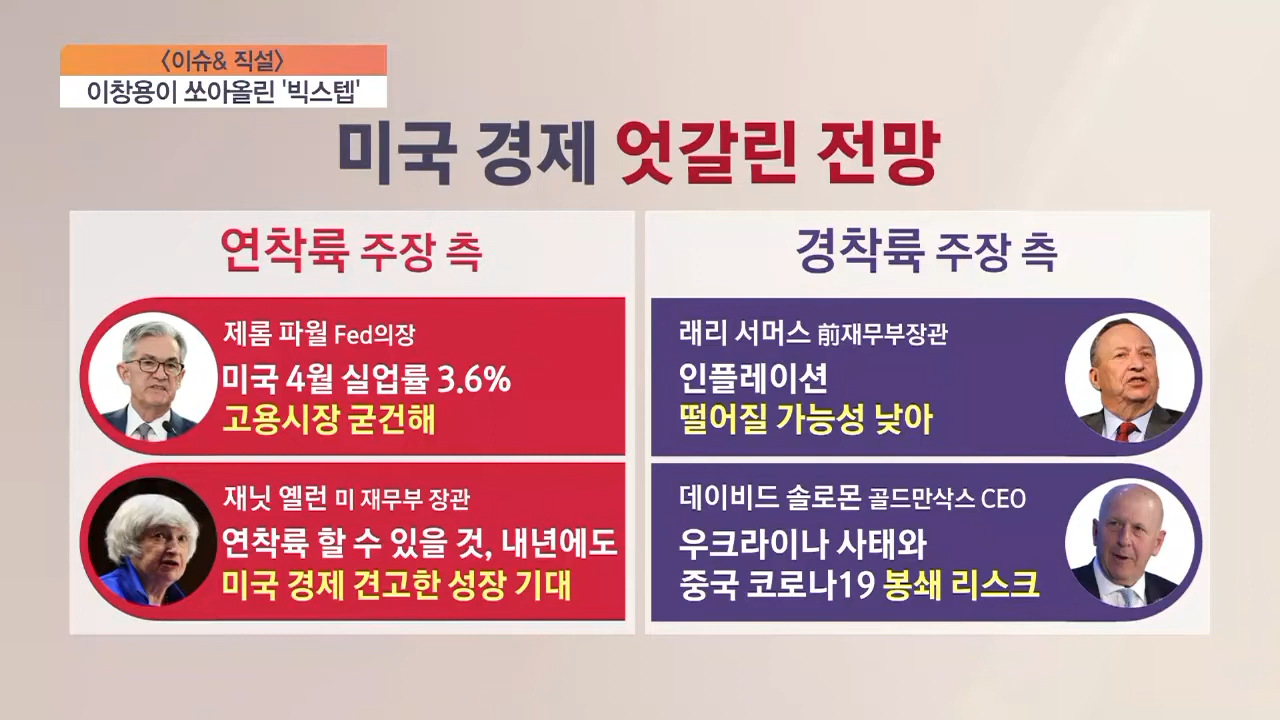 <이슈& 직설>
이창용이 쏘아올린 '빅스텝'
미국 경제 엇갈린 전망
연착륙 주장 측
제롬 파월 Fed의장
미국 4월 실업률 3.6%
고용시장 굳건해
재닛 옐런 미 재무부 장관
연착륙 할 수 있을 것, 내년에도
미국 경제 견고한 성장 기대
경착륙 주장 측
래리 서머스 前재무부장관
인플레이션
떨어질 가능성 낮아
데이비드 솔로몬 골드만삭스 CEO
우크라이나 사태와
중국 코로나19 봉쇄 리스크